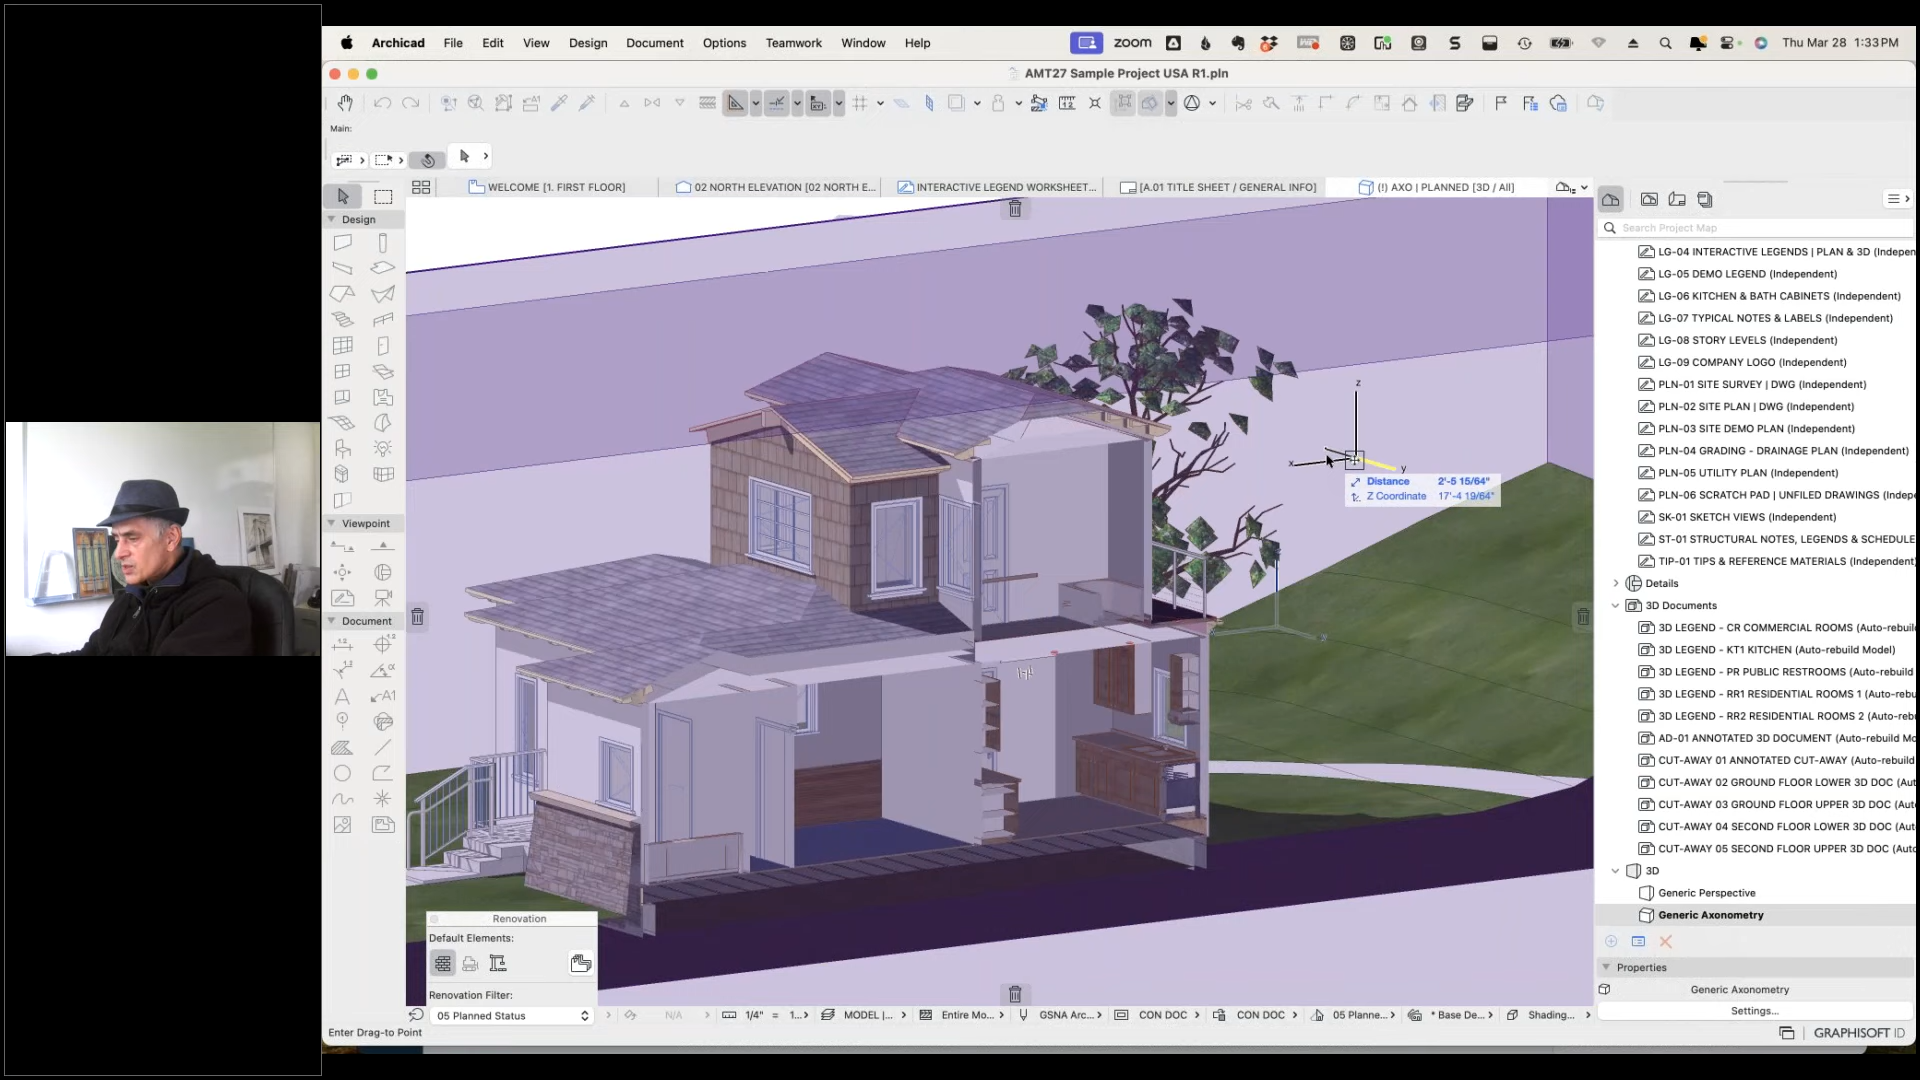 Archicad File Edit View Design Document Options Teamwork Window Help zoom Thu Mar 28 1:33 PM
AMT27 Sample Project USA R1.pln
Main:
WELCOME [1. FIRST FLOOR]
02 NORTH ELEVATION [02 NORTH E...
INTERACTIVE LEGEND WORKSHEET...
[A.01 TITLE SHEET / GENERAL INFO]
(!) AXO | PLANNED [3D / All]
Design
Viewpoint
Document
z
x
y
Distance 2'-5 15/64"
Z Coordinate 17'-4 19/64"
Search Project Map
LG-04 INTERACTIVE LEGENDS | PLAN & 3D (Indepen
LG-05 DEMO LEGEND (Independent)
LG-06 KITCHEN & BATH CABINETS (Independent)
LG-07 TYPICAL NOTES & LABELS (Independent)
LG-08 STORY LEVELS (Independent)
LG-09 COMPANY LOGO (Independent)
PLN-01 SITE SURVEY | DWG (Independent)
PLN-02 SITE PLAN | DWG (Independent)
PLN-03 SITE DEMO PLAN (Independent)
PLN-04 GRADING - DRAINAGE PLAN (Independent)
PLN-05 UTILITY PLAN (Independent)
PLN-06 SCRATCH PAD | UNFILED DRAWINGS (Indepe
SK-01 SKETCH VIEWS (Independent)
ST-01 STRUCTURAL NOTES, LEGENDS & SCHEDULE
TIP-01 TIPS & REFERENCE MATERIALS (Independent)
Details
3D Documents
3D LEGEND - CR COMMERCIAL ROOMS (Auto-rebuil
3D LEGEND - KT1 KITCHEN (Auto-rebuild Model)
3D LEGEND - PR PUBLIC RESTROOMS (Auto-rebuild
3D LEGEND - RR1 RESIDENTIAL ROOMS 1 (Auto-rebu
3D LEGEND - RR2 RESIDENTIAL ROOMS 2 (Auto-reb
AD-01 ANNOTATED 3D DOCUMENT (Auto-rebuild Mo
CUT-AWAY 01 ANNOTATED CUT-AWAY (Auto-rebuild
CUT-AWAY 02 GROUND FLOOR LOWER 3D DOC (Aut
CUT-AWAY 03 GROUND FLOOR UPPER 3D DOC (Aut
CUT-AWAY 04 SECOND FLOOR LOWER 3D DOC (Aut
CUT-AWAY 05 SECOND FLOOR UPPER 3D DOC (Aut
3D
Generic Perspective
Generic Axonometry
Properties
Generic Axonometry
Settings...
Renovation
Default Elements:
Renovation Filter:
05 Planned Status
N/A 1/4" = 1... MODEL |... Entire Mo... GSNA Arc... CON DOC CON DOC 05 Planne... * Base De... Shading...
Enter Drag-to Point
GRAPHISOFT ID